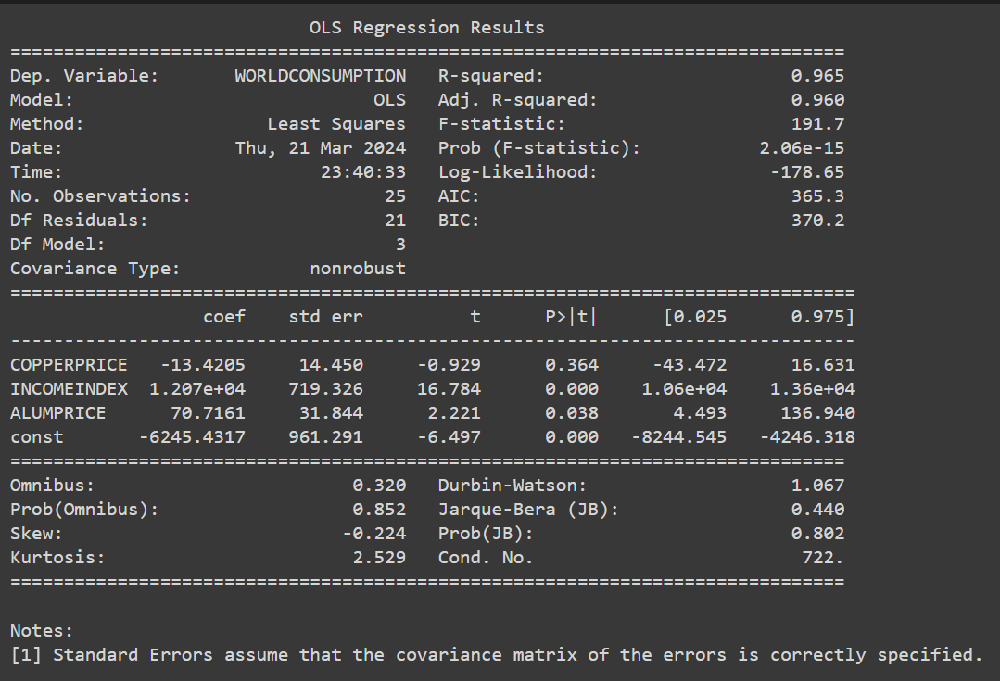 OLS Regression Results
==============================================================================
Dep. Variable: WORLDCONSUMPTION R-squared: 0.965
Model: OLS Adj. R-squared: 0.960
Method: Least Squares F-statistic: 191.7
Date: Thu, 21 Mar 2024 Prob (F-statistic): 2.06e-15
Time: 23:40:33 Log-Likelihood: -178.65
No. Observations: 25 AIC: 365.3
Df Residuals: 21 BIC: 370.2
Df Model: 3
Covariance Type: nonrobust
===============================================================================
coef std err t P>|t| [0.025 0.975]
-------------------------------------------------------------------------------
COPPERPRICE -13.4205 14.450 -0.929 0.364 -43.472 16.631
INCOMEINDEX 1.207e+04 719.326 16.784 0.000 1.06e+04 1.36e+04
ALUMPRICE 70.7161 31.844 2.221 0.038 4.493 136.940
const -6245.4317 961.291 -6.497 0.000 -8244.545 -4246.318
==============================================================================
Omnibus: 0.320 Durbin-Watson: 1.067
Prob(Omnibus): 0.852 Jarque-Bera (JB): 0.440
Skew: -0.224 Prob(JB): 0.802
Kurtosis: 2.529 Cond. No. 722.
==============================================================================
Notes:
[1] Standard Errors assume that the covariance matrix of the errors is correctly specified.